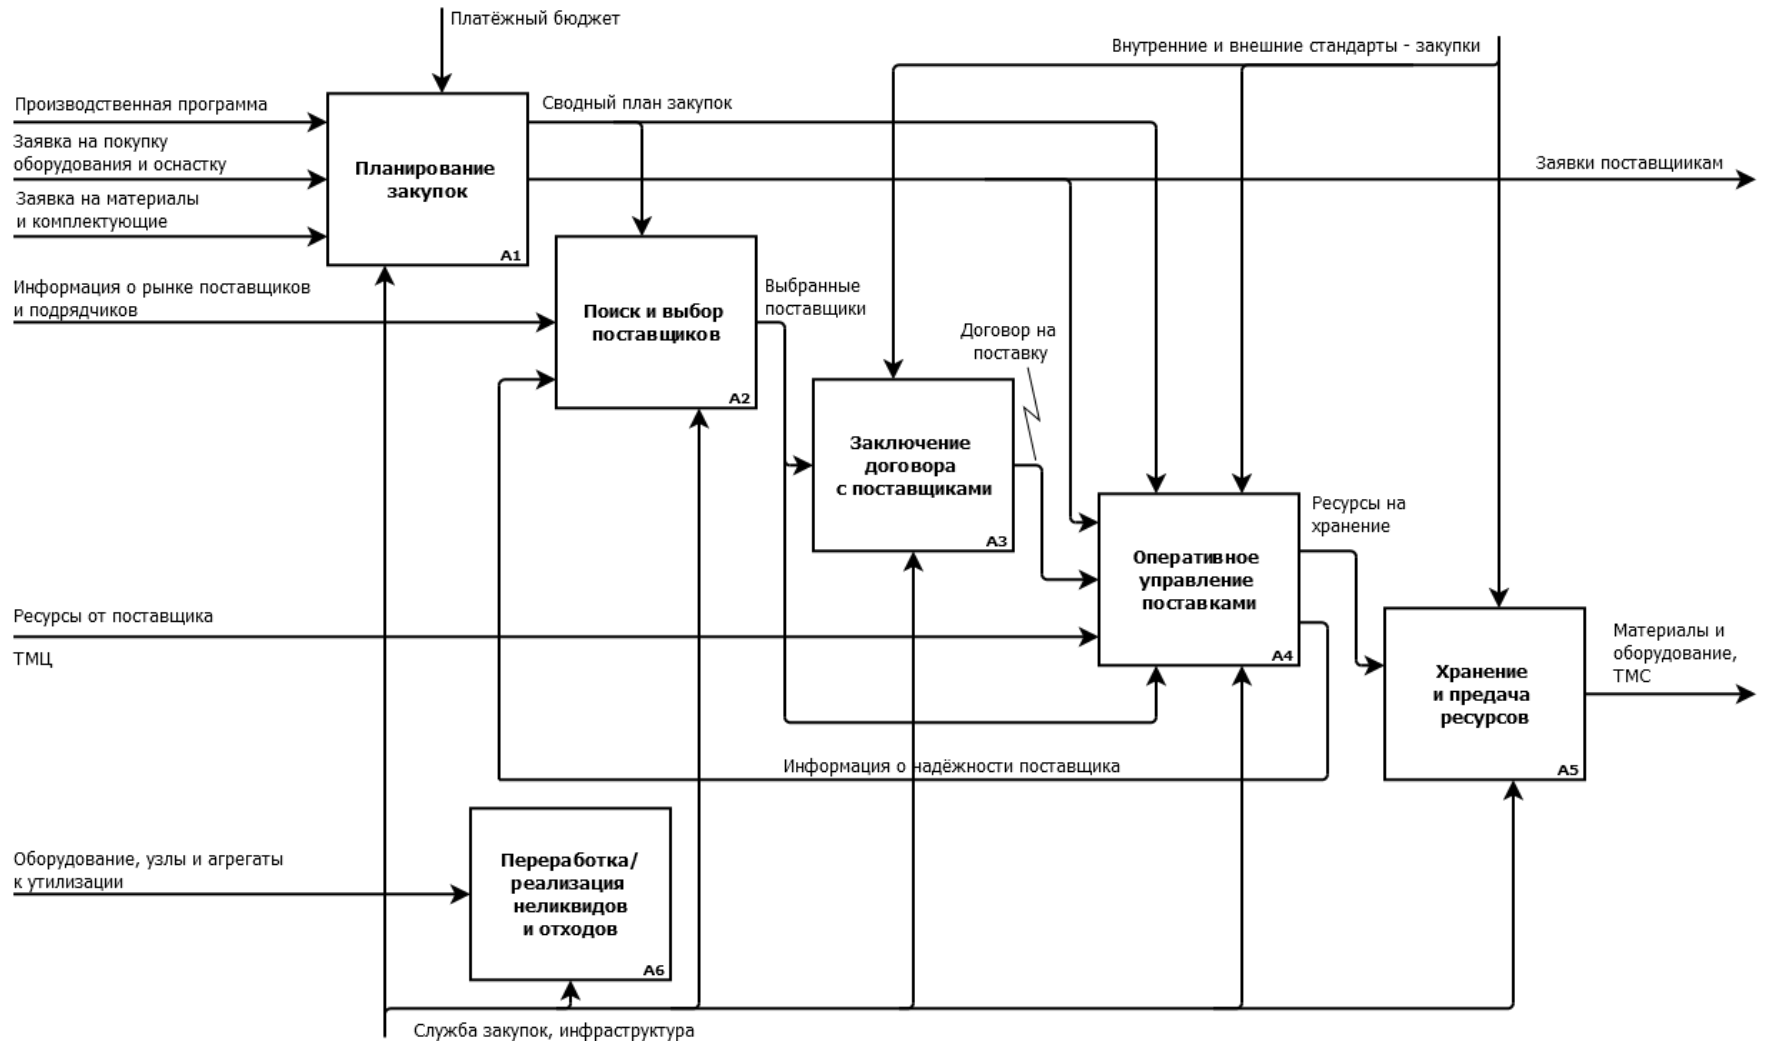 Платёжный бюджет
Внутренние и внешние стандарты - закупки
Производственная программа
Сводный план закупок
Заявка на покупку
оборудования и оснастку
Заявки поставщиикам
Планирование
закупок
Заявка на материалы
и комплектующие
A1
Информация о рынке поставщиков
и подрядчиков
Поиск и выбор
поставщиков
A2
Выбранные
поставщики
Договор на
поставку
Заключение
договора
с поставщиками
A3
Ресурсы на
хранение
Оперативное
управление
поставками
A4
Ресурсы от поставщика
ТМЦ
Материалы и
оборудование,
ТМС
Хранение
и предача
ресурсов
A5
Информация о надёжности поставщика
Оборудование, узлы и агрегаты
к утилизации
Переработка/
реализация
неликвидов
и отходов
A6
Служба закупок, инфраструктура